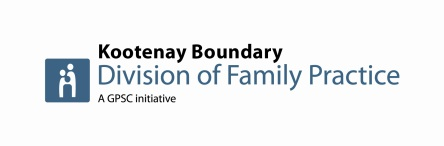 Kootenay Boundary
Division of Family Practice
A GPSC initiative